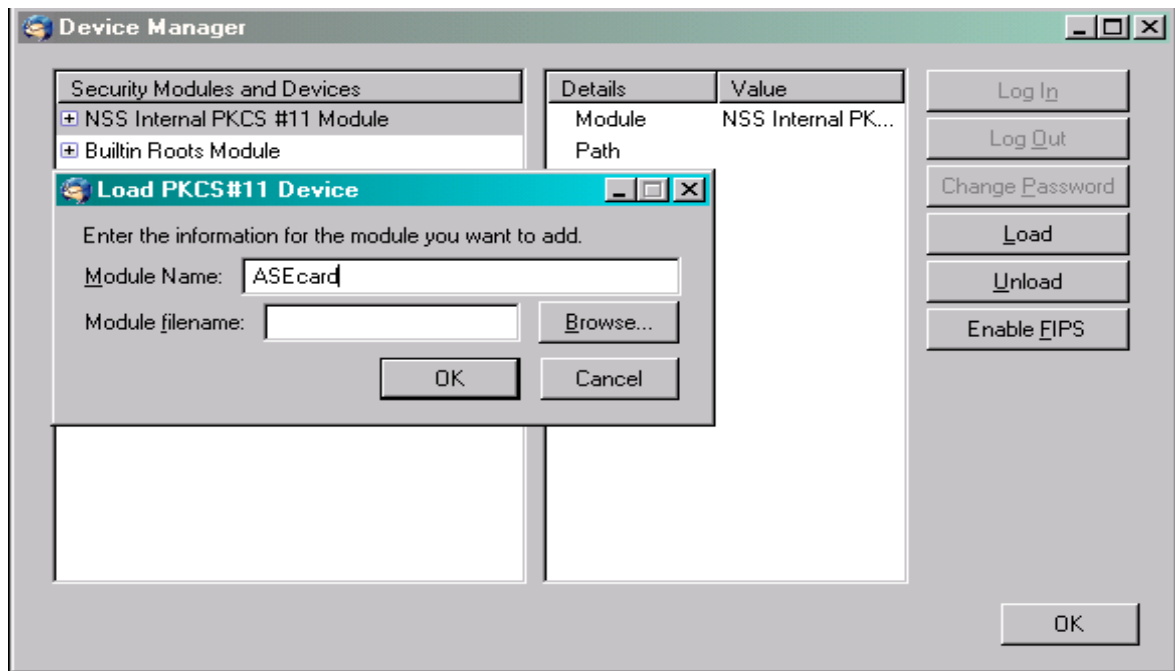 Device Manager
Security Modules and Devices
NSS Internal PKCS #11 Module
Builtin Roots Module
Details Value
Module NSS Internal PK...
Path
Log In
Log Out
Change Password
Load
Unload
Enable FIPS
Load PKCS#11 Device
Enter the information for the module you want to add.
Module Name: ASEcard
Module filename:
Browse...
OK
Cancel
OK